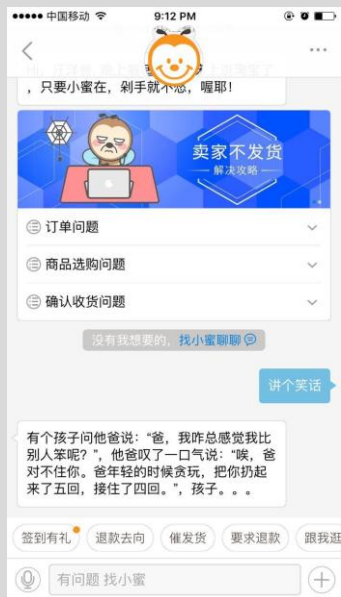 中国移动 9:12 PM
,只要小蜜在,剁手就不愁,喔耶!
卖家不发货
解决攻略
订单问题
商品选购问题
确认收货问题
没有我想要的,找小蜜聊聊
讲个笑话
有个孩子问他爸说:“爸,我咋总感觉我比
别人笨呢?”,他爸叹了一口气说:“唉,爸
对不住你。爸年轻的时候贪玩,把你扔起
来了五回,接住了四回。”,孩子。。。
签到有礼 退款去向 催发货 要求退款 跟我逛
有问题 找小蜜